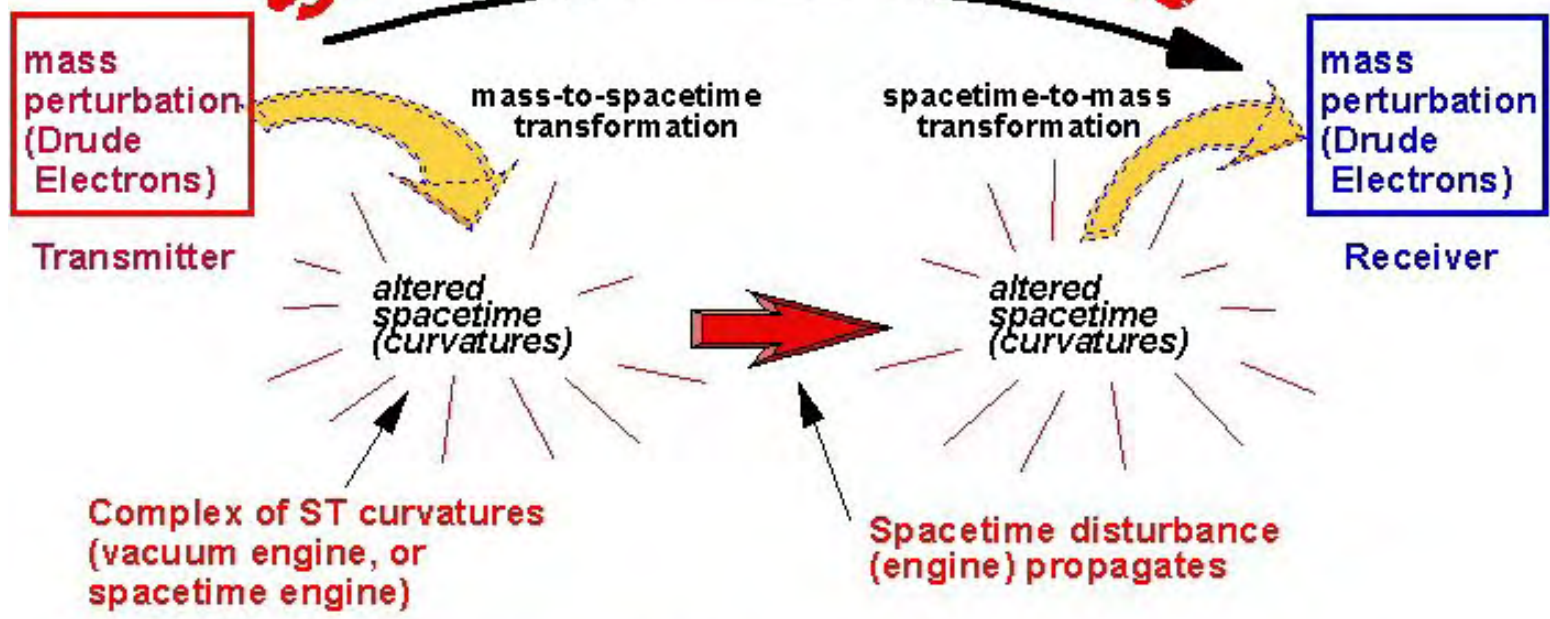 mass
perturbation
(Drude
Electrons)
Transmitter
mass-to-spacetime
transformation
spacetime-to-mass
transformation
mass
perturbation
(Drude
Electrons)
Receiver
altered
spacetime
(curvatures)
altered
spacetime
(curvatures)
Complex of ST curvatures
(vacuum engine, or
spacetime engine)
Spacetime disturbance
(engine) propagates